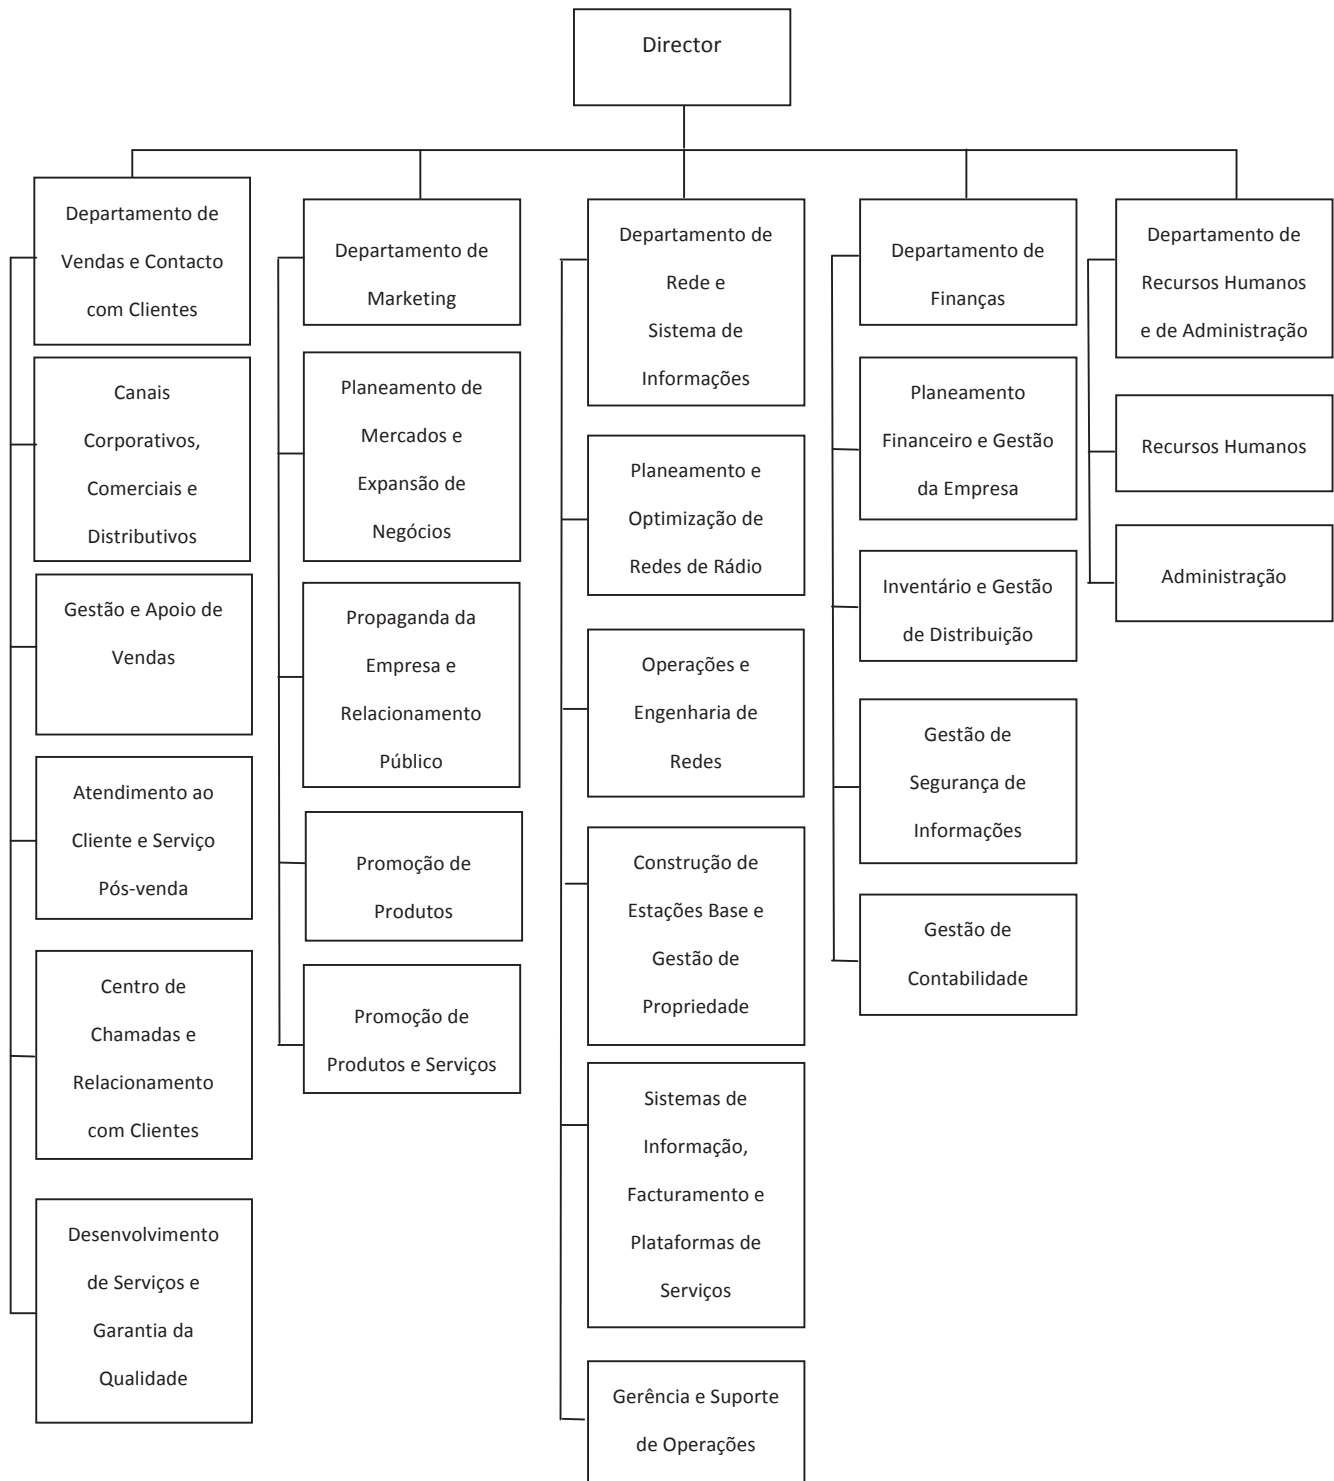 Director
Departamento de
Vendas e Contacto
com Clientes
Canais
Corporativos,
Comerciais e
Distributivos
Gestão e Apoio de
Vendas
Atendimento ao
Cliente e Serviço
Pós-venda
Centro de
Chamadas e
Relacionamento
com Clientes
Desenvolvimento
de Serviços e
Garantia da
Qualidade
Departamento de
Marketing
Planeamento de
Mercados e
Expansão de
Negócios
Propaganda da
Empresa e
Relacionamento
Público
Promoção de
Produtos
Promoção de
Produtos e Serviços
Departamento de
Rede e
Sistema de
Informações
Planeamento e
Optimização de
Redes de Rádio
Operações e
Engenharia de
Redes
Construção de
Estações Base e
Gestão de
Propriedade
Sistemas de
Informação,
Facturamento e
Plataformas de
Serviços
Gerência e Suporte
de Operações
Departamento de
Finanças
Planeamento
Financeiro e Gestão
da Empresa
Inventário e Gestão
de Distribuição
Gestão de
Segurança de
Informações
Gestão de
Contabilidade
Departamento de
Recursos Humanos
e de Administração
Recursos Humanos
Administração